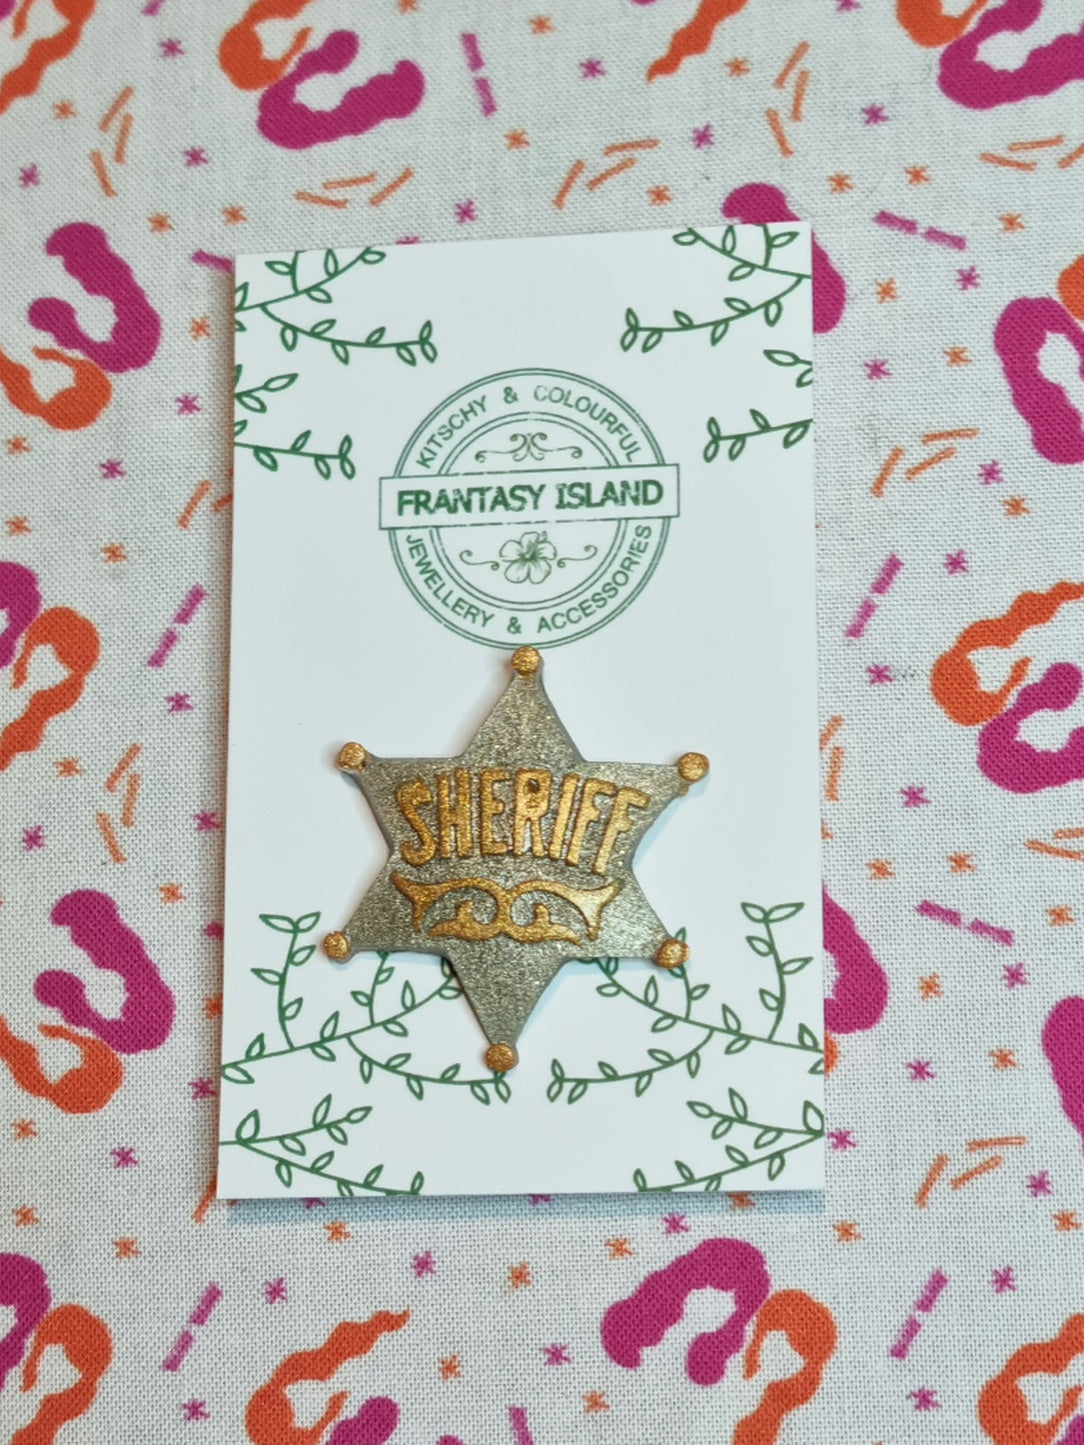 KITSCHY & COLOURFUL
FRANTASY ISLAND
JEWELLERY & ACCESSORIES
SHERIFF